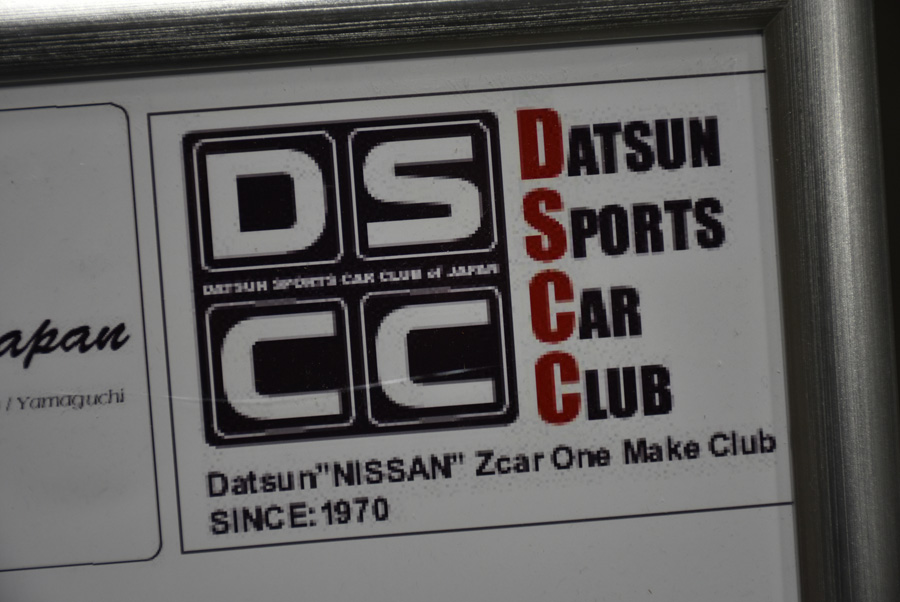 apan
/ Yamaguchi
DS
DATSUN SPORTS CAR CLUB of JAPAN
CC
DATSUN
SPORTS
CAR
CLUB
Datsun"NISSAN" Zcar One Make Club
SINCE:1970